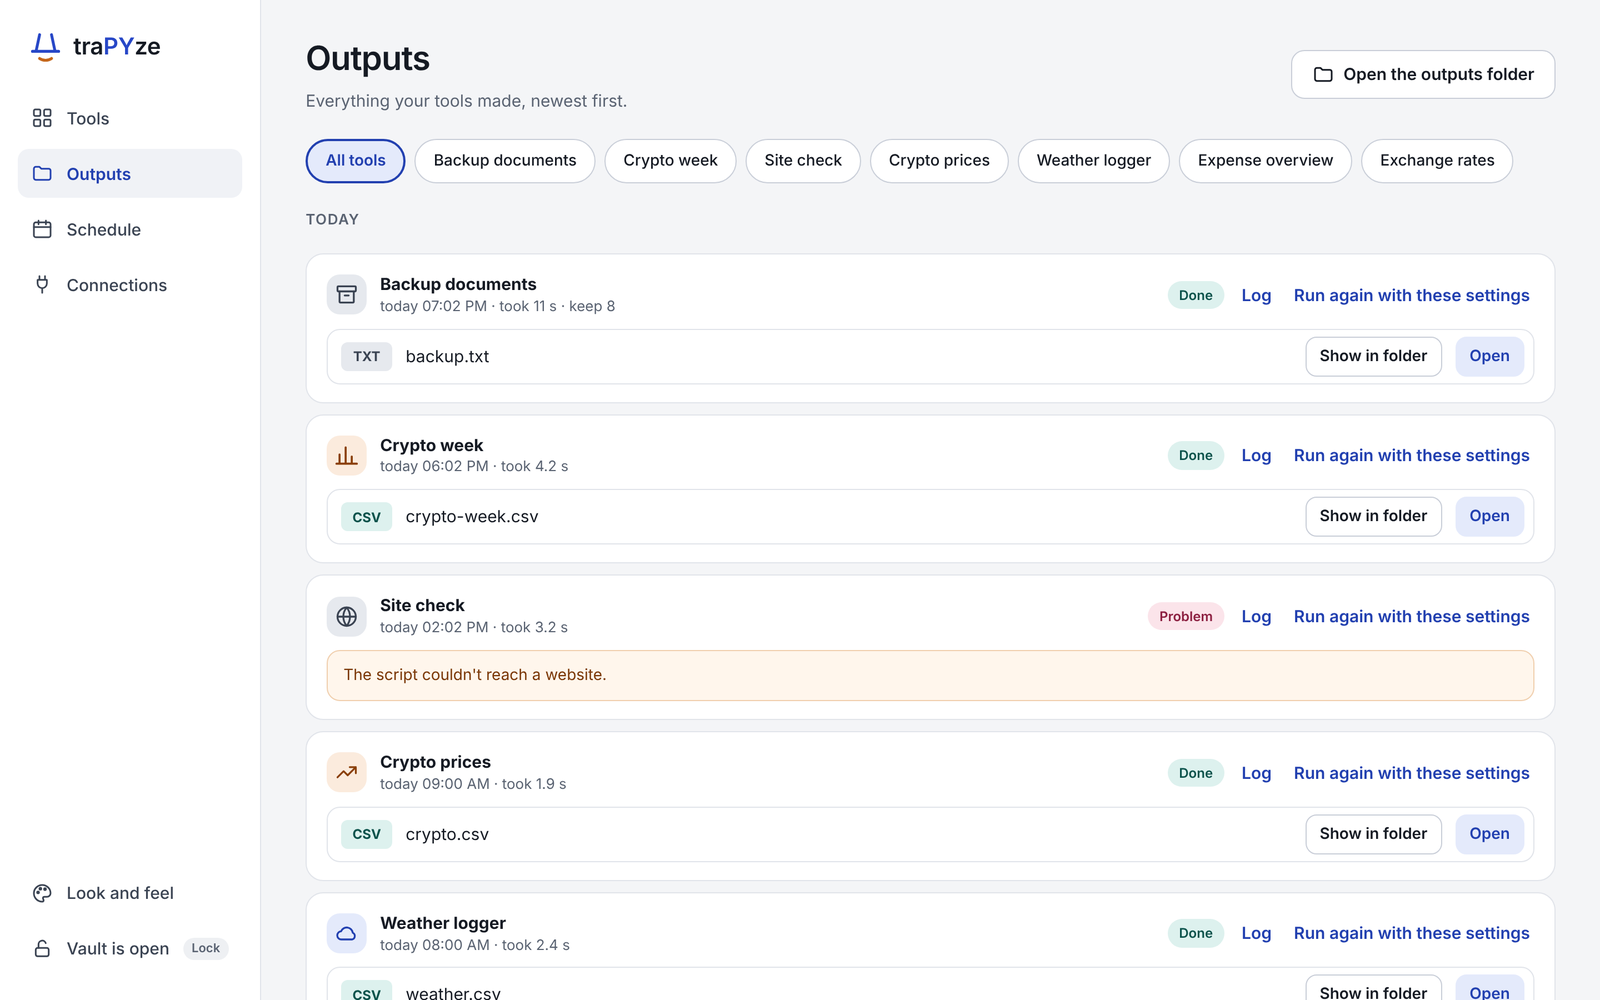 traPYze
Tools
Outputs
Schedule
Connections
Look and feel
Vault is open Lock
Outputs
Everything your tools made, newest first.
Open the outputs folder
All tools Backup documents Crypto week Site check Crypto prices Weather logger Expense overview Exchange rates
TODAY
Backup documents
today 07:02 PM · took 11 s · keep 8
Done Log Run again with these settings
TXT backup.txt Show in folder Open
Crypto week
today 06:02 PM · took 4.2 s
Done Log Run again with these settings
CSV crypto-week.csv Show in folder Open
Site check
today 02:02 PM · took 3.2 s
Problem Log Run again with these settings
The script couldn't reach a website.
Crypto prices
today 09:00 AM · took 1.9 s
Done Log Run again with these settings
CSV crypto.csv Show in folder Open
Weather logger
today 08:00 AM · took 2.4 s
Done Log Run again with these settings
CSV weather.csv Show in folder Open